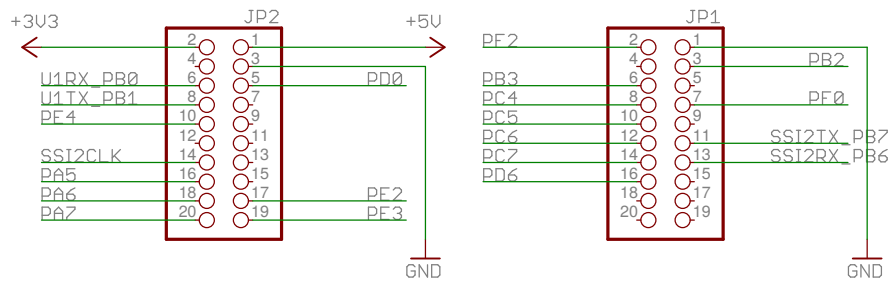 JP2
+3V3
+5V
2 1
4 3
U1RX_PB0 6 5 PD0
U1TX_PB1 8 7
PE4 10 9
12 11
SSI2CLK 14 13
PA5 16 15
PA6 18 17 PE2
PA7 20 19 PE3
GND
JP1
PF2 2 1
4 3 PB2
PB3 6 5
PC4 8 7 PF0
PC5 10 9
PC6 12 11 SSI2TX_PB7
PC7 14 13 SSI2RX_PB6
PD6 16 15
18 17
20 19
GND